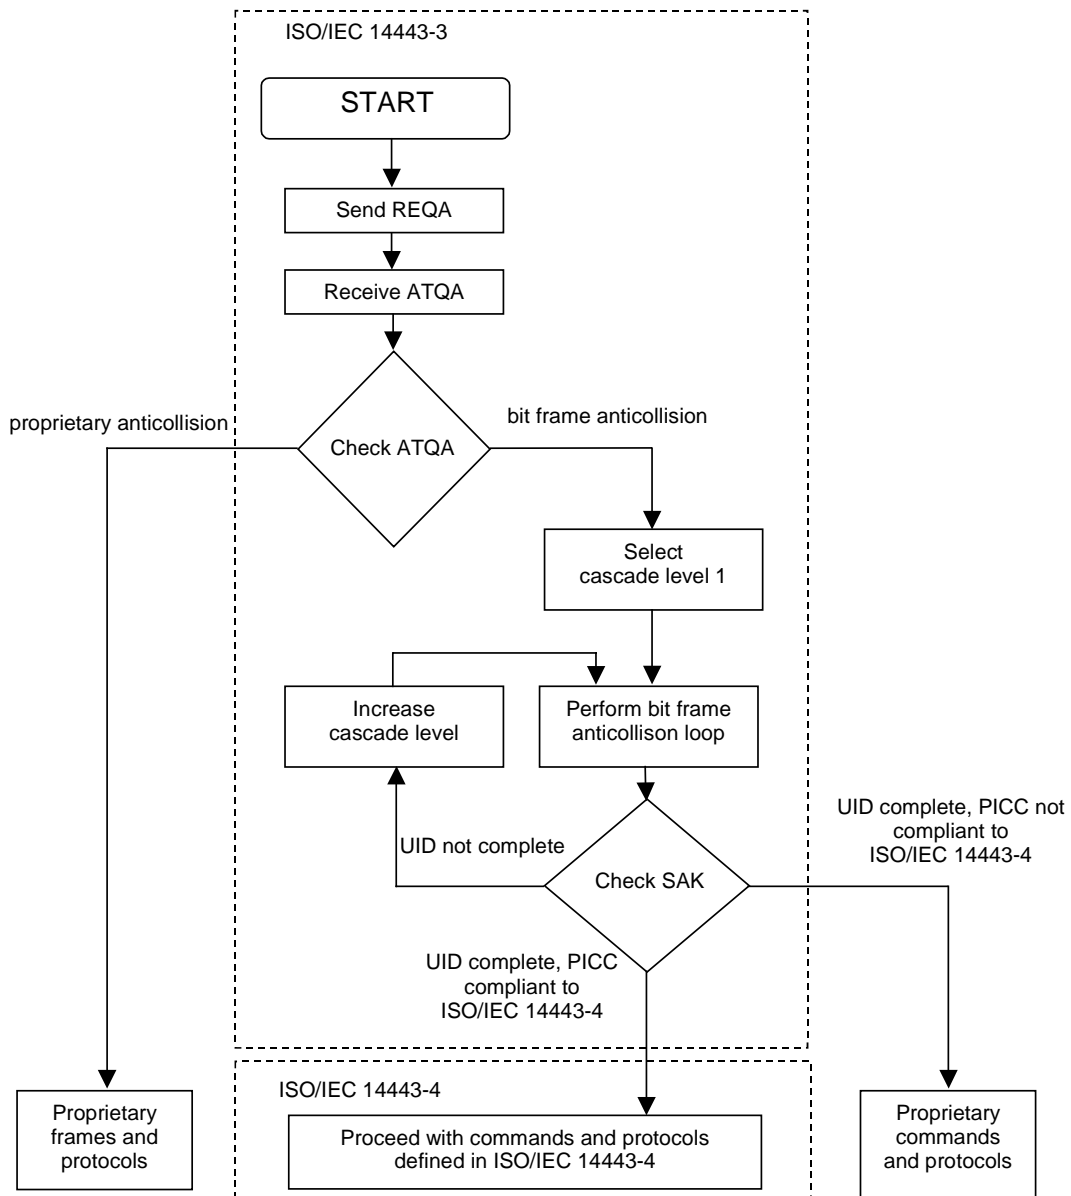 ISO/IEC 14443-3
START
Send REQA
Receive ATQA
proprietary anticollision
bit frame anticollision
Check ATQA
Select
cascade level 1
Increase
cascade level
Perform bit frame
anticollison loop
UID not complete
Check SAK
UID complete, PICC not
compliant to
ISO/IEC 14443-4
UID complete, PICC
compliant to
ISO/IEC 14443-4
ISO/IEC 14443-4
Proprietary
frames and
protocols
Proceed with commands and protocols
defined in ISO/IEC 14443-4
Proprietary
commands
and protocols